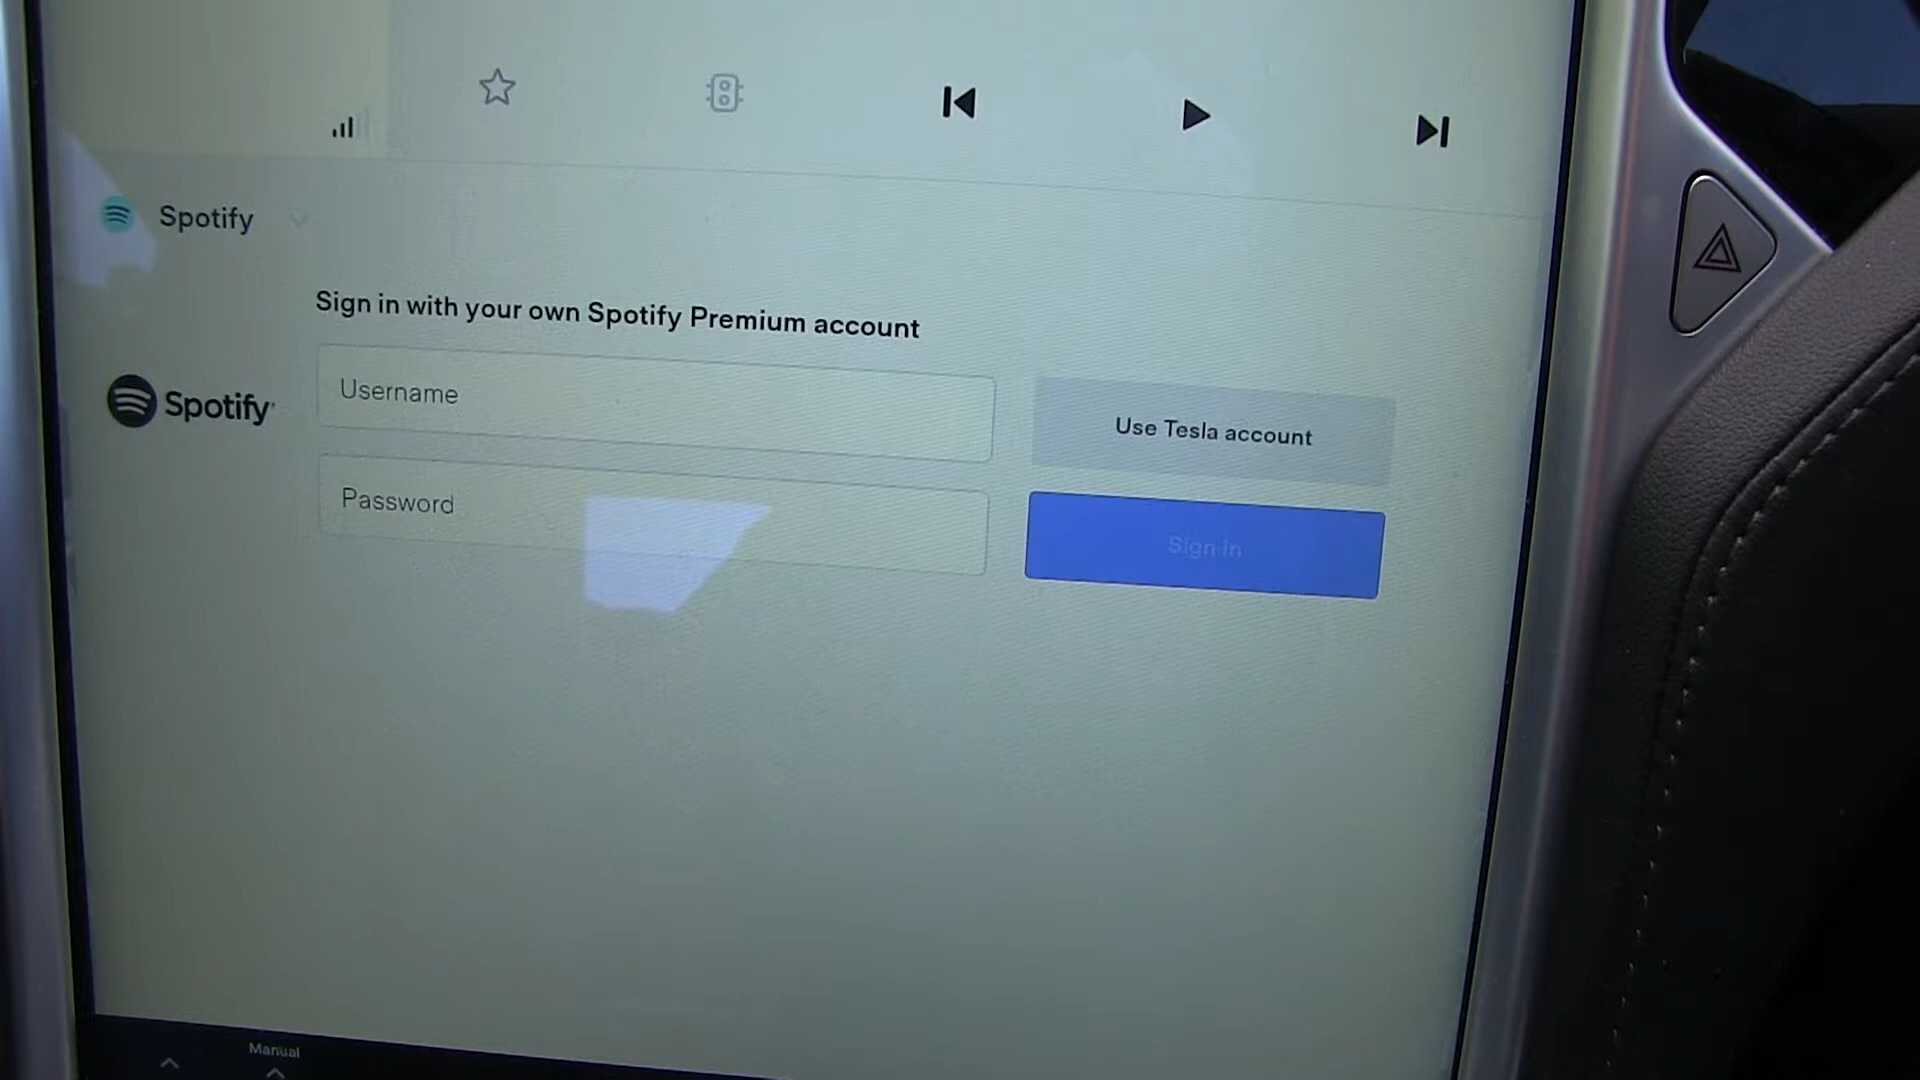 Spotify
Sign in with your own Spotify Premium account
Spotify
Username
Use Tesla account
Password
Sign in
Manual